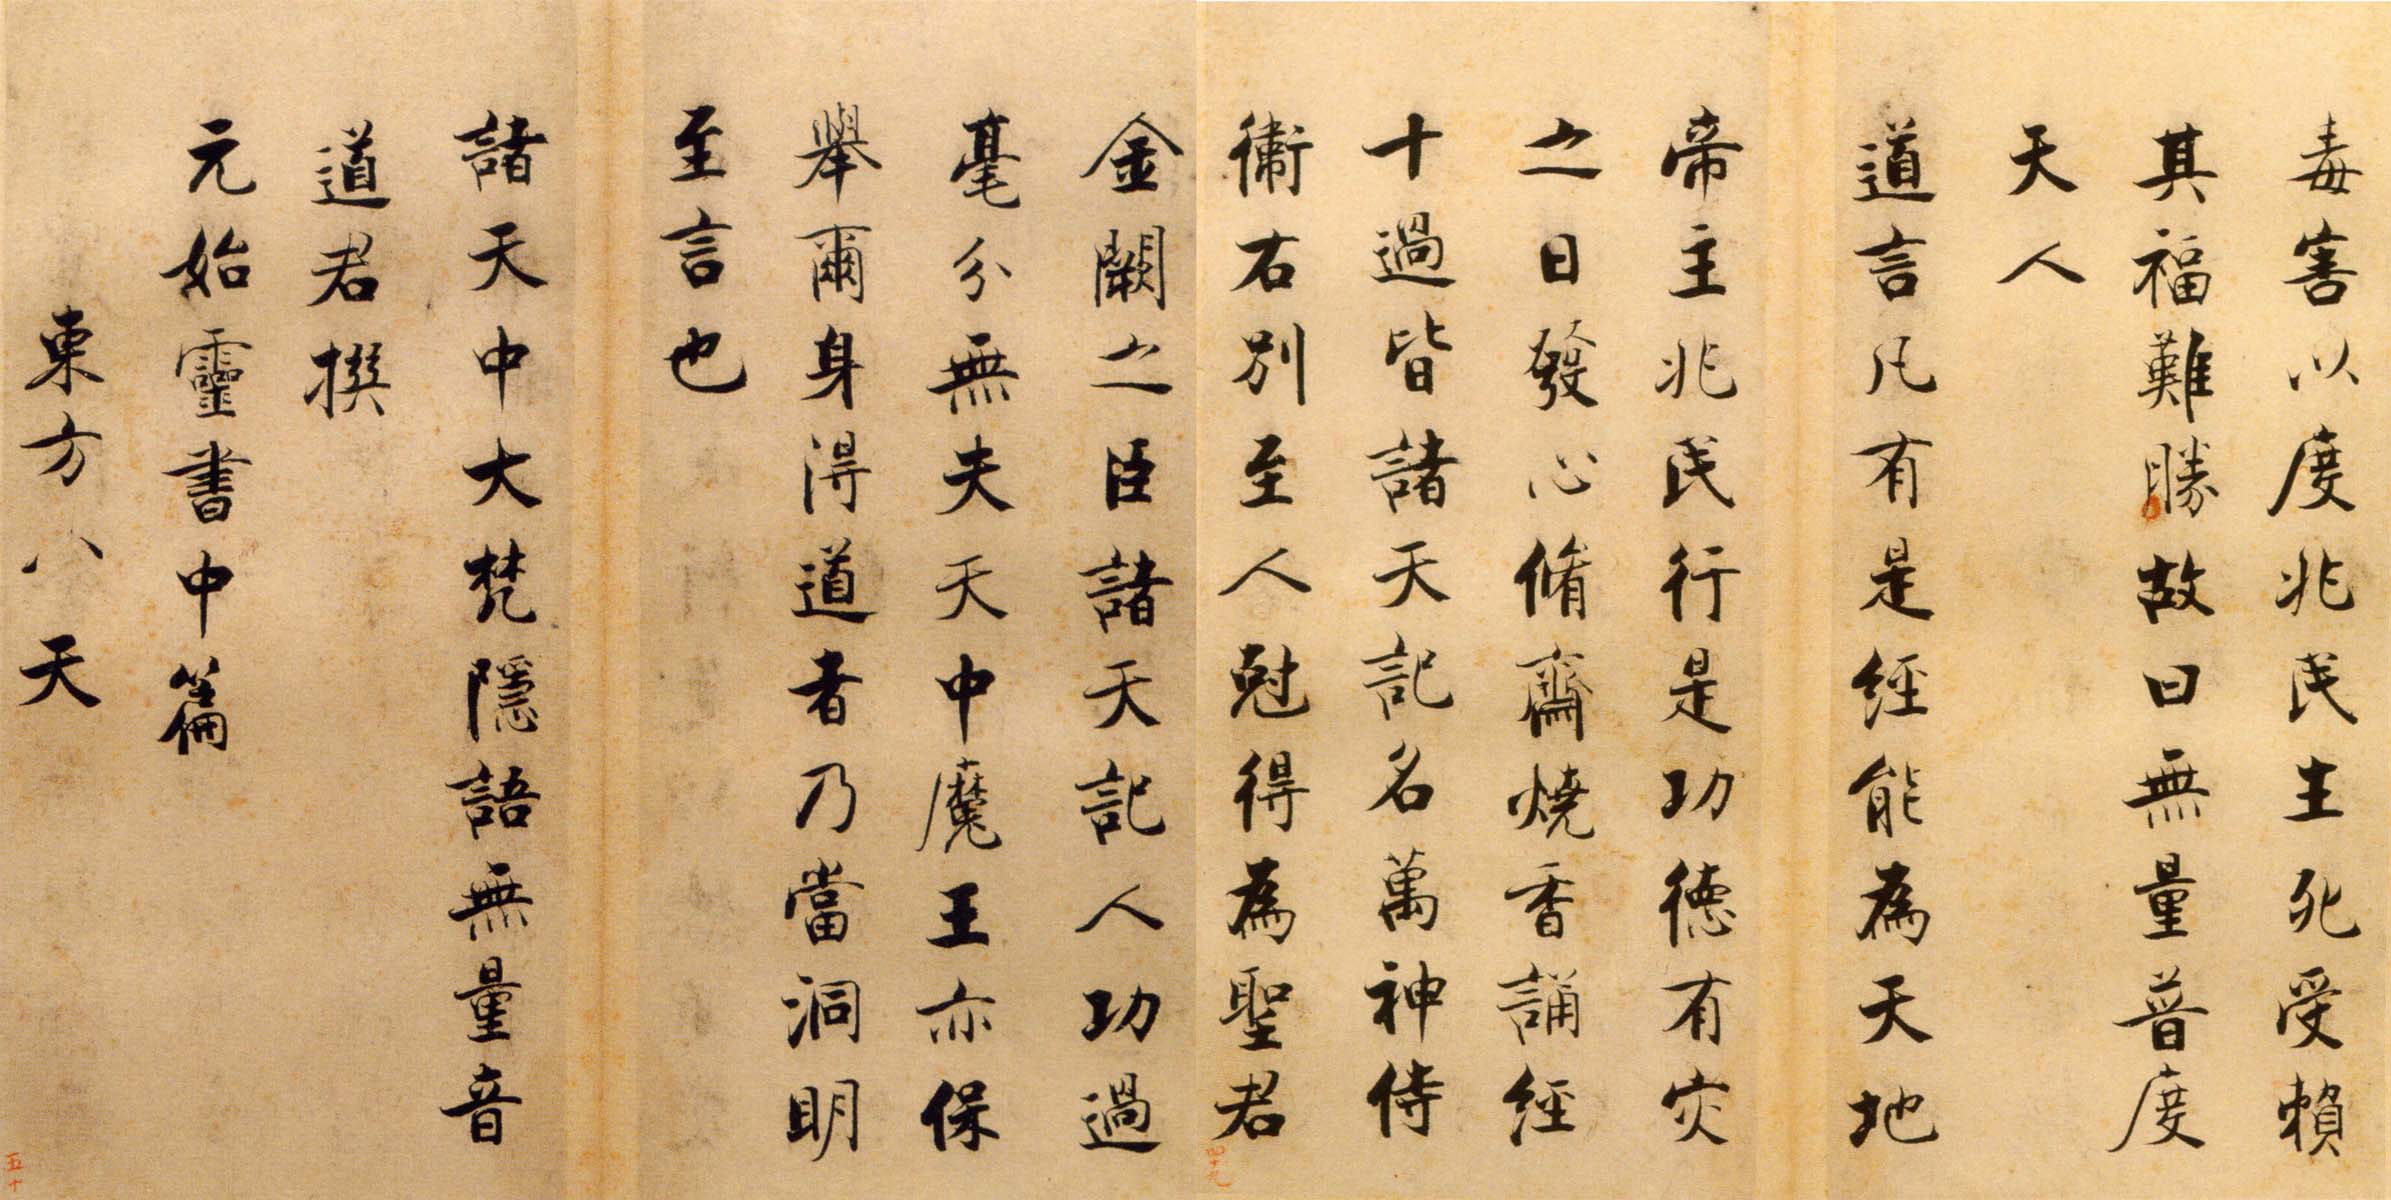 毒害以度兆民主死受賴
其福難勝故曰無量普度
天人
道言凡有是經能為天地
帝主兆民行是功德有灾
之日發心脩齋燒香誦經
十過皆諸天記名萬神侍
衛右別至人尅得為聖君
金闕之臣諸天記人功過
毫分無失天中魔王亦保
舉爾身得道者乃當洞明
至言也
諸天中大梵隱語無量音
道君撰
元始靈書中篇
東方八天
四十九
五十